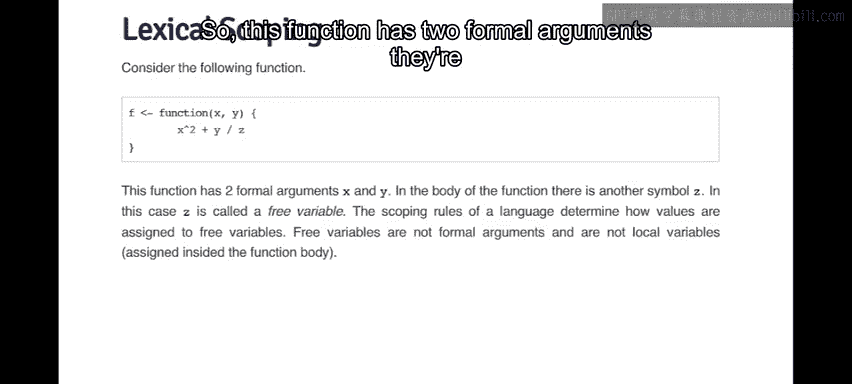 Lexical Scoping
So, this function has two formal arguments
they're
Consider the following function.
f <- function(x, y) {
x^2 + y / z
}
This function has 2 formal arguments x and y. In the body of the function there is another symbol z. In
this case z is called a free variable. The scoping rules of a language determine how values are
assigned to free variables. Free variables are not formal arguments and are not local variables
(assigned insided the function body).